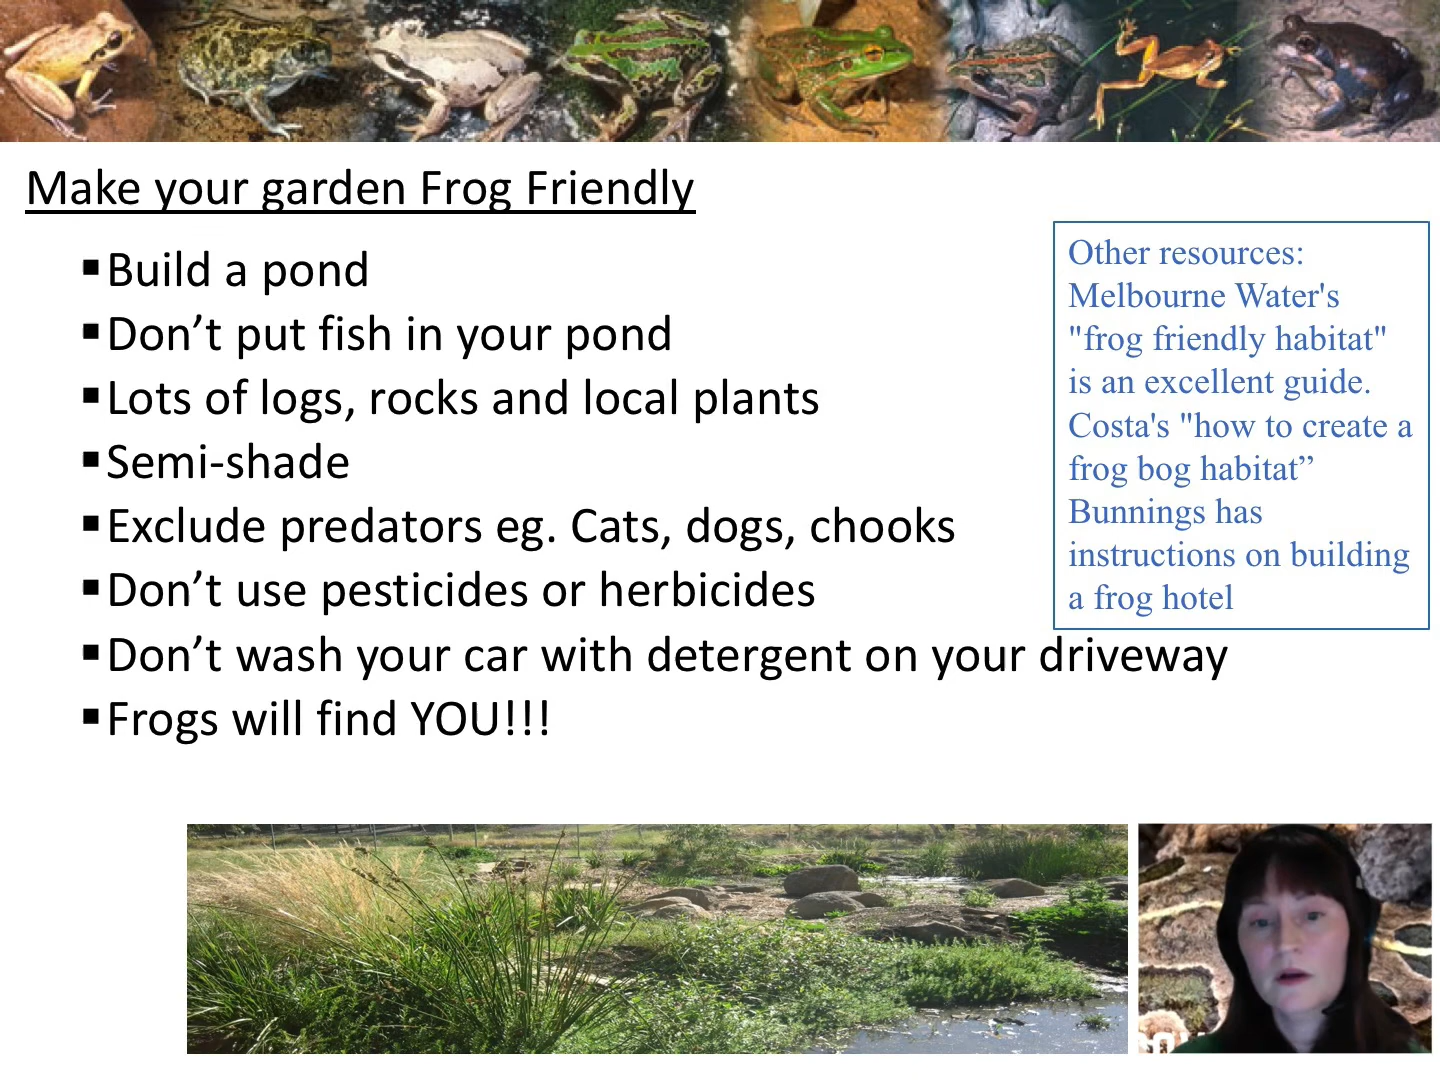 Make your garden Frog Friendly
▪Build a pond
▪Don’t put fish in your pond
▪Lots of logs, rocks and local plants
▪Semi-shade
▪Exclude predators eg. Cats, dogs, chooks
▪Don’t use pesticides or herbicides
▪Don’t wash your car with detergent on your driveway
▪Frogs will find YOU!!!
Other resources:
Melbourne Water's
"frog friendly habitat"
is an excellent guide.
Costa's "how to create a
frog bog habitat”
Bunnings has
instructions on building
a frog hotel